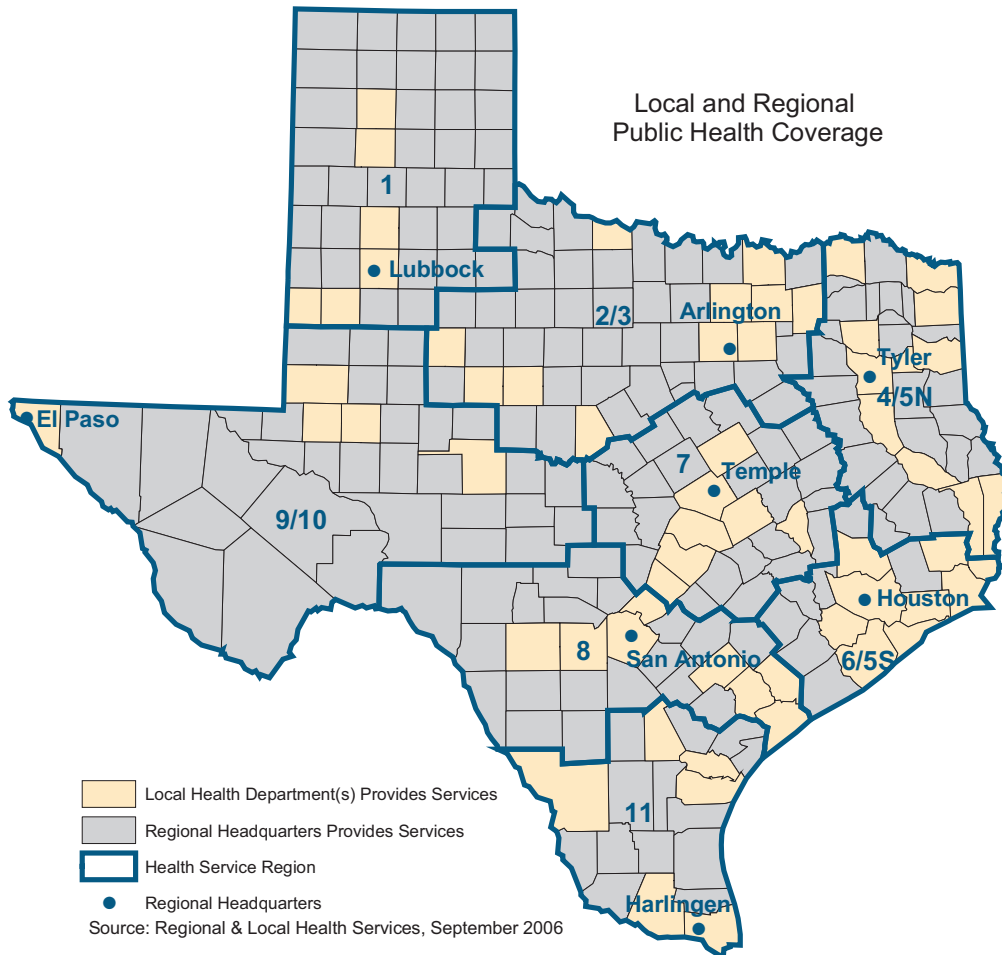 Local and Regional
Public Health Coverage
1
Lubbock
2/3
Arlington
Tyler
4/5N
El Paso
7
Temple
9/10
Houston
8
San Antonio
6/5S
11
Harlingen
Local Health Department(s) Provides Services
Regional Headquarters Provides Services
Health Service Region
Regional Headquarters
Source: Regional & Local Health Services, September 2006